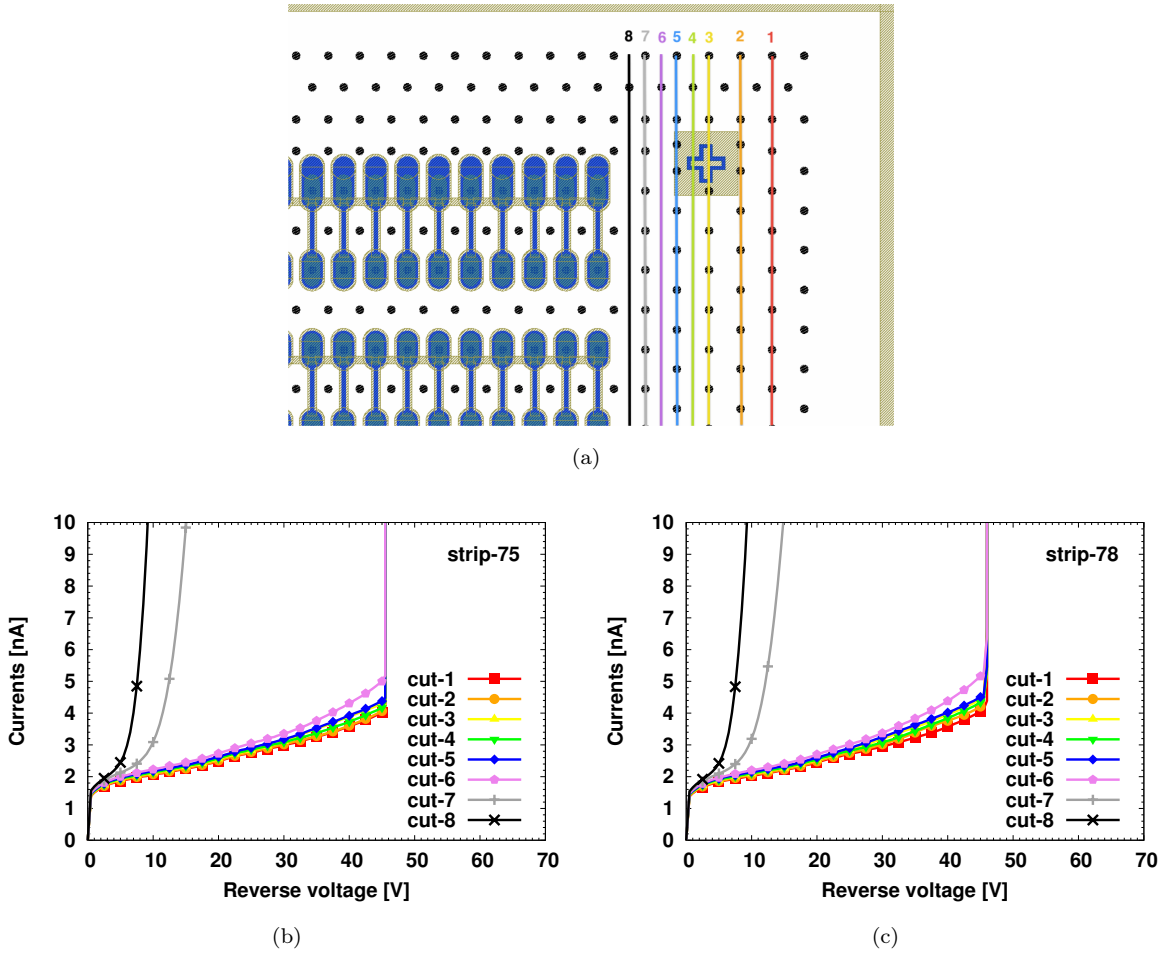 8 7 6 5 4 3 2 1
(a)
10
9
8
7
6
5
4
3
2
1
0
Currents [nA]
strip-75
cut-1
cut-2
cut-3
cut-4
cut-5
cut-6
cut-7
cut-8
0 10 20 30 40 50 60 70
Reverse voltage [V]
(b)
10
9
8
7
6
5
4
3
2
1
0
Currents [nA]
strip-78
cut-1
cut-2
cut-3
cut-4
cut-5
cut-6
cut-7
cut-8
0 10 20 30 40 50 60 70
Reverse voltage [V]
(c)